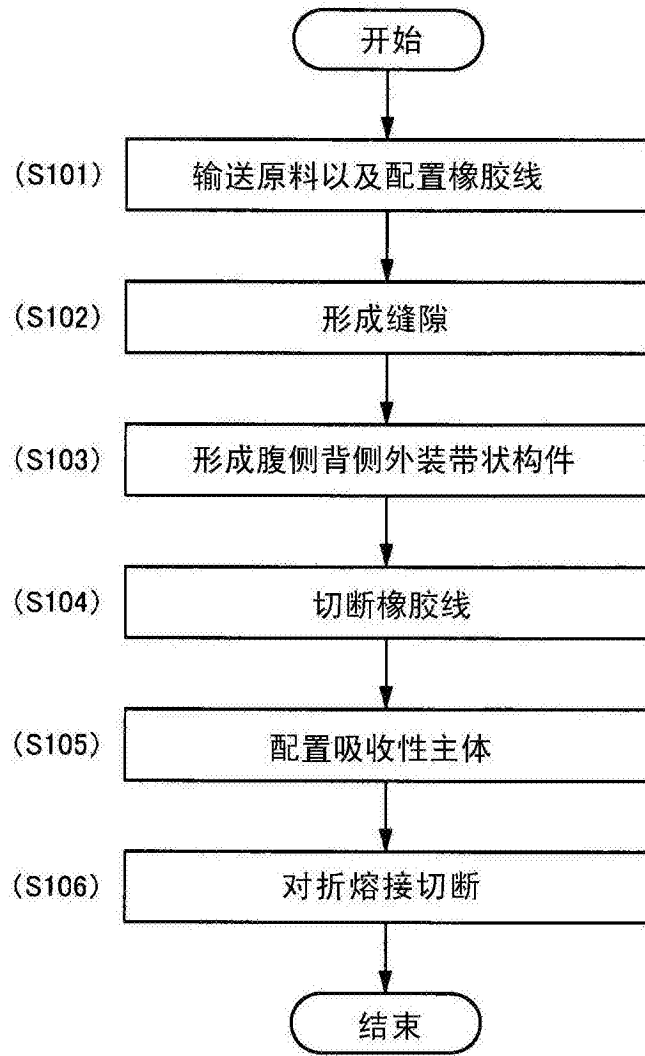 开始
(S101) 输送原料以及配置橡胶线
(S102) 形成缝隙
(S103) 形成腹侧背侧外装带状构件
(S104) 切断橡胶线
(S105) 配置吸收性主体
(S106) 对折熔接切断
结束